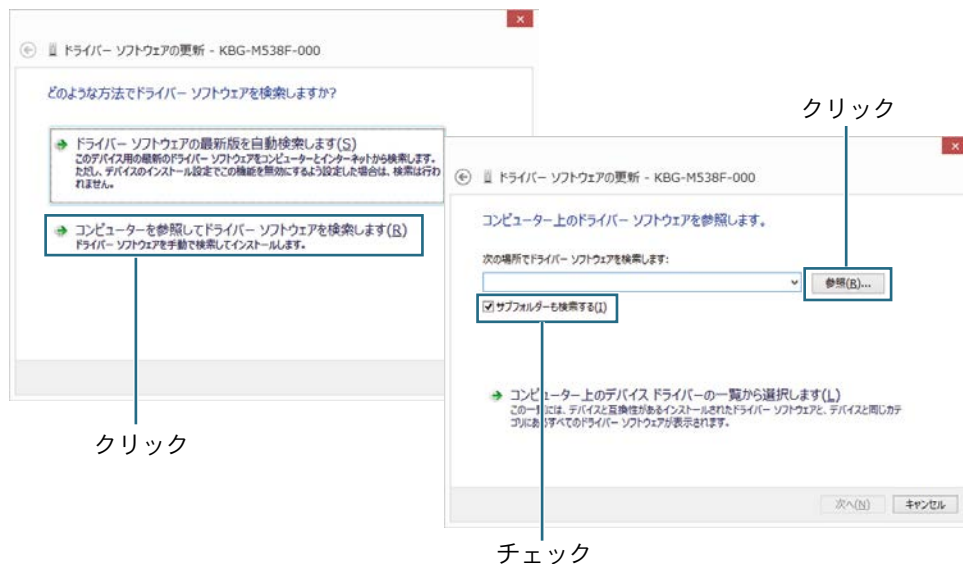 ドライバー ソフトウェアの更新 - KBG-M538F-000
どのような方法でドライバー ソフトウェアを検索しますか?
ドライバー ソフトウェアの最新版を自動検索します(S)
このデバイス用の最新のドライバー ソフトウェアをコンピューターとインターネットから検索します。
ただし、デバイスのインストール設定でこの機能を無効にするよう設定した場合は、検索は行わ
れません。
コンピューターを参照してドライバー ソフトウェアを検索します(R)
ドライバー ソフトウェアを手動で検索してインストールします。
クリック
クリック
ドライバー ソフトウェアの更新 - KBG-M538F-000
コンピューター上のドライバー ソフトウェアを参照します。
次の場所でドライバー ソフトウェアを検索します:
参照(R)...
サブフォルダーも検索する(I)
コンピューター上のデバイス ドライバーの一覧から選択します(L)
この一覧には、デバイスと互換性があるインストールされたドライバー ソフトウェアと、デバイスと同じカテ
ゴリにあるすべてのドライバー ソフトウェアが表示されます。
次へ(N)
キャンセル
チェック